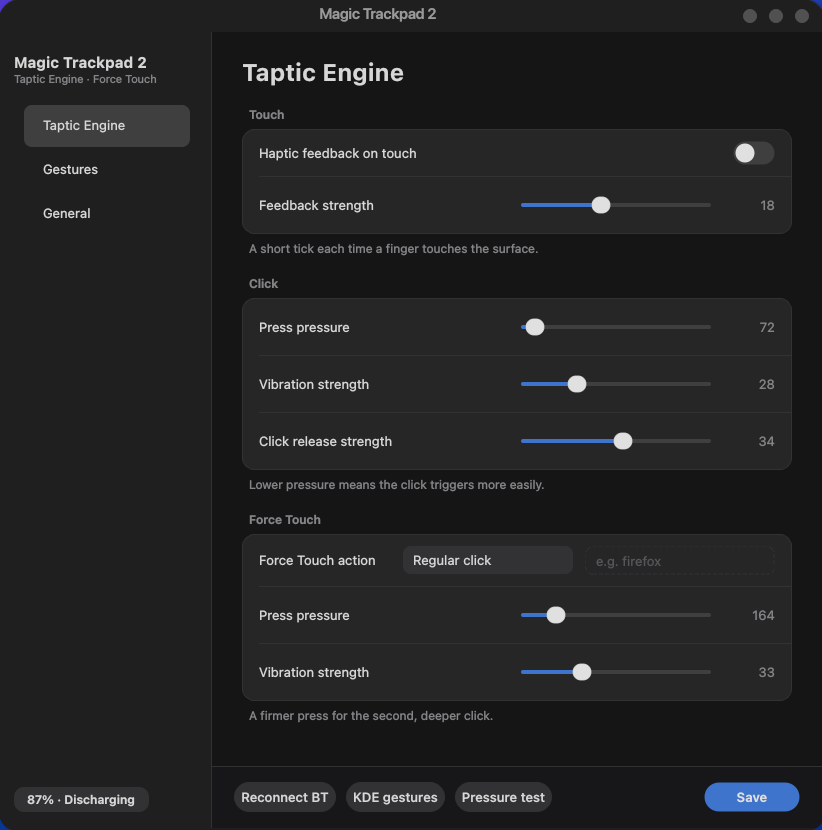 Magic Trackpad 2
Magic Trackpad 2
Taptic Engine · Force Touch
Taptic Engine
Gestures
General
87% · Discharging
Taptic Engine
Touch
Haptic feedback on touch
Feedback strength 18
A short tick each time a finger touches the surface.
Click
Press pressure 72
Vibration strength 28
Click release strength 34
Lower pressure means the click triggers more easily.
Force Touch
Force Touch action Regular click e.g. firefox
Press pressure 164
Vibration strength 33
A firmer press for the second, deeper click.
Reconnect BT KDE gestures Pressure test Save